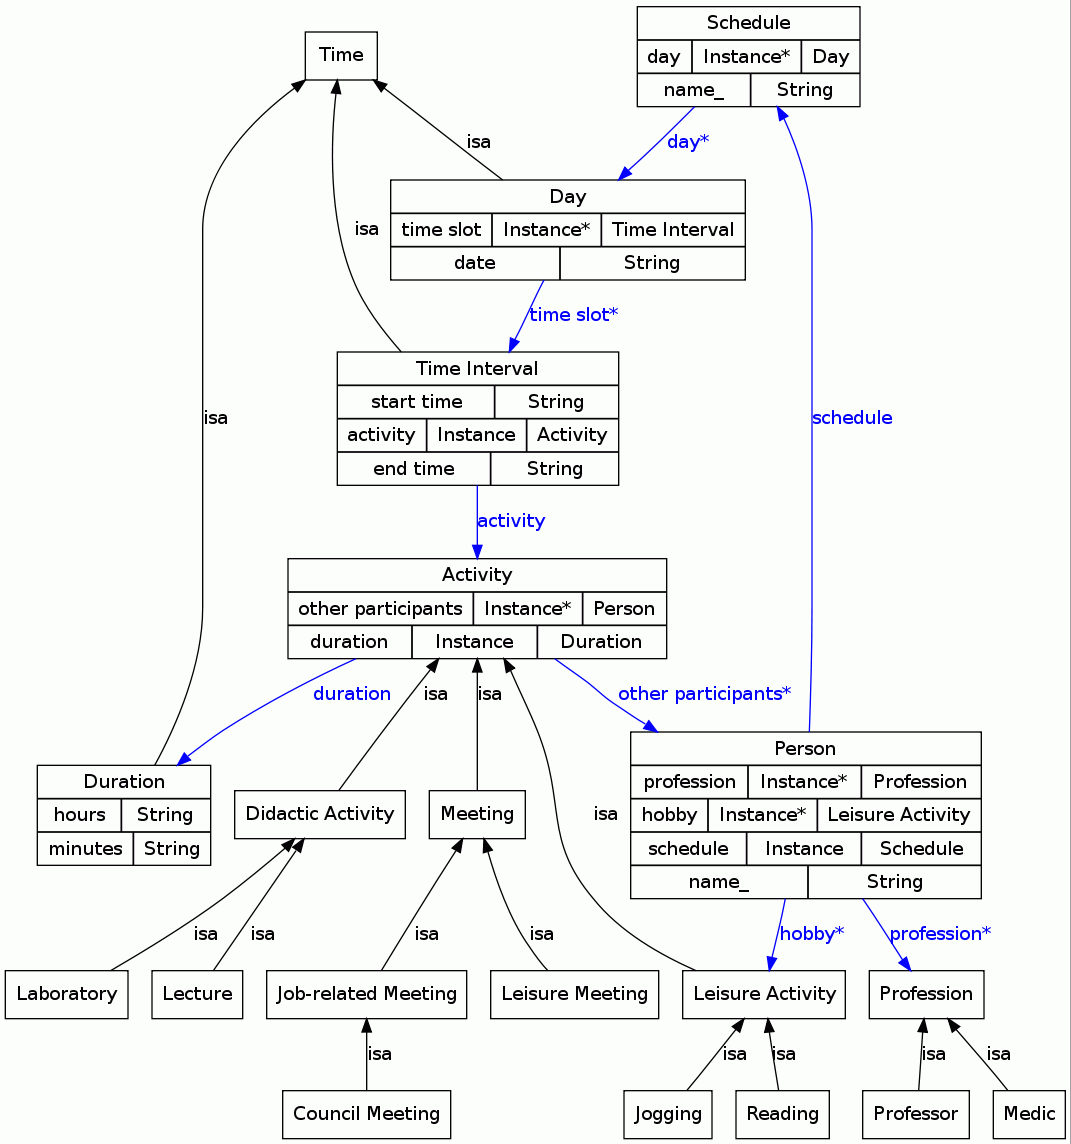 Schedule
Time
day Instance* Day
name_ String
isa day*
Day
isa time slot Instance* Time Interval
date String
time slot*
Time Interval
start time String
isa schedule
activity Instance Activity
end time String
activity
Activity
other participants Instance* Person
duration Instance Duration
duration isa isa other participants*
Person
Duration profession Instance* Profession
hours String Didactic Activity Meeting isa hobby Instance* Leisure Activity
minutes String schedule Instance Schedule
name_ String
isa isa isa isa hobby* profession*
Laboratory Lecture Job-related Meeting Leisure Meeting Leisure Activity Profession
isa isa isa isa isa
Council Meeting Jogging Reading Professor Medic